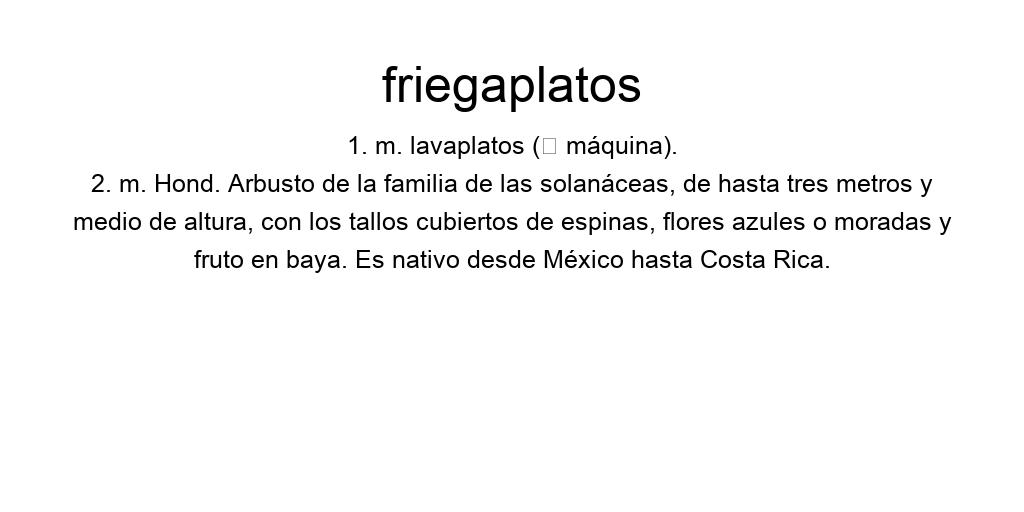 friegaplatos
1. m. lavaplatos (□ máquina).
2. m. Hond. Arbusto de la familia de las solanáceas, de hasta tres metros y
medio de altura, con los tallos cubiertos de espinas, flores azules o moradas y
fruto en baya. Es nativo desde México hasta Costa Rica.